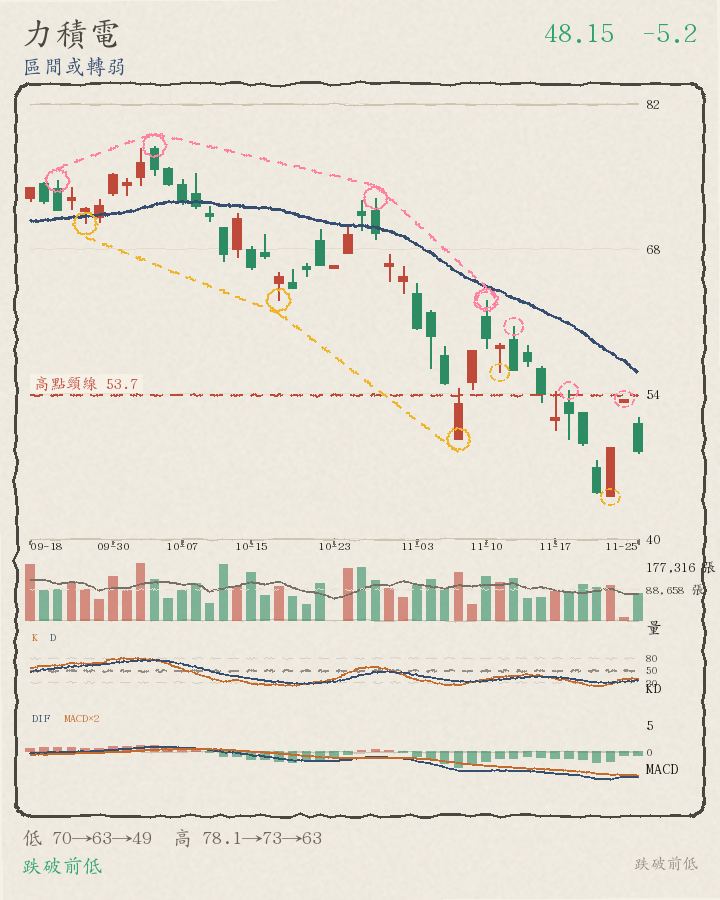 力積電
48.15 -5.2
區間或轉弱
82
68
高點頸線 53.7
54
40
09-18 09-30 10-07 10-15 10-23 11-03 11-10 11-17 11-25
177,316 張
88,658 張
量
K D
80
50
20
KD
DIF MACD×2
5
0
MACD
低 70→63→49 高 78.1→73→63
跌破前低
跌破前低